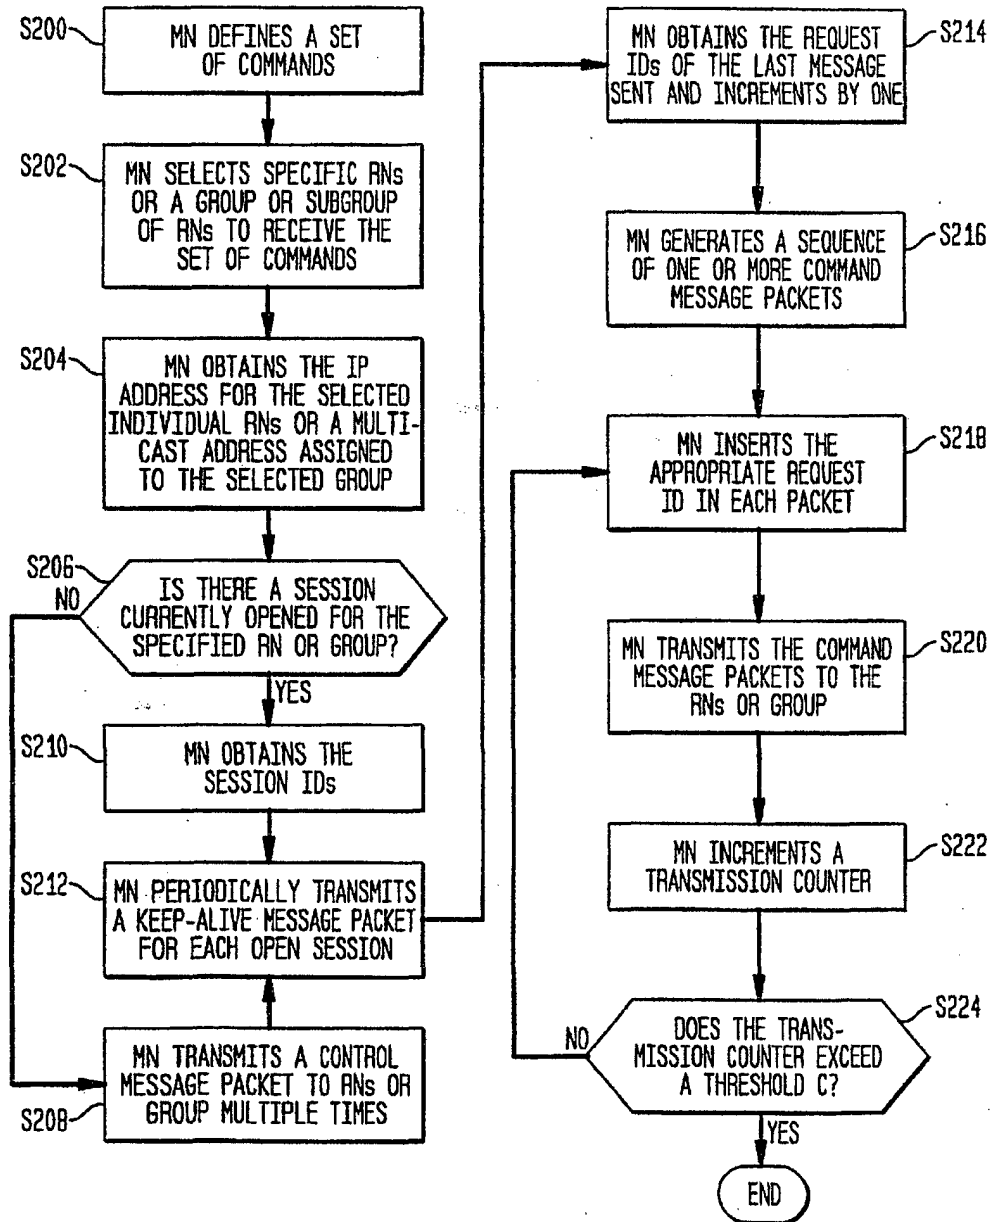 S200
MN DEFINES A SET
OF COMMANDS
S202
MN SELECTS SPECIFIC RNs
OR A GROUP OR SUBGROUP
OF RNs TO RECEIVE THE
SET OF COMMANDS
S204
MN OBTAINS THE IP
ADDRESS FOR THE SELECTED
INDIVIDUAL RNs OR A MULTI-
CAST ADDRESS ASSIGNED
TO THE SELECTED GROUP
S206
NO
IS THERE A SESSION
CURRENTLY OPENED FOR THE
SPECIFIED RN OR GROUP?
YES
S210
MN OBTAINS THE
SESSION IDs
S212
MN PERIODICALLY TRANSMITS
A KEEP-ALIVE MESSAGE PACKET
FOR EACH OPEN SESSION
MN TRANSMITS A CONTROL
MESSAGE PACKET TO RNs OR
GROUP MULTIPLE TIMES
S208
MN OBTAINS THE REQUEST
IDs OF THE LAST MESSAGE
SENT AND INCREMENTS BY ONE
S214
MN GENERATES A SEQUENCE
OF ONE OR MORE COMMAND
MESSAGE PACKETS
S216
MN INSERTS THE
APPROPRIATE REQUEST
ID IN EACH PACKET
S218
MN TRANSMITS THE COMMAND
MESSAGE PACKETS TO THE
RNs OR GROUP
S220
MN INCREMENTS A
TRANSMISSION COUNTER
S222
S224
NO
DOES THE TRANS-
MISSION COUNTER EXCEED
A THRESHOLD C?
YES
END